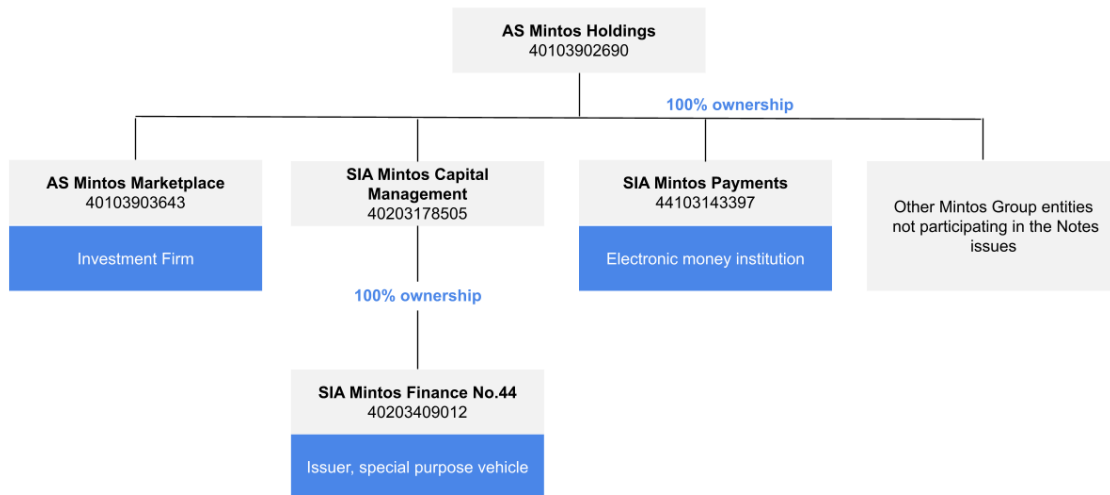 AS Mintos Holdings
40103902690
100% ownership
AS Mintos Marketplace
40103903643
Investment Firm
SIA Mintos Capital
Management
40203178505
SIA Mintos Payments
44103143397
Electronic money institution
Other Mintos Group entities
not participating in the Notes
issues
100% ownership
SIA Mintos Finance No.44
40203409012
Issuer, special purpose vehicle